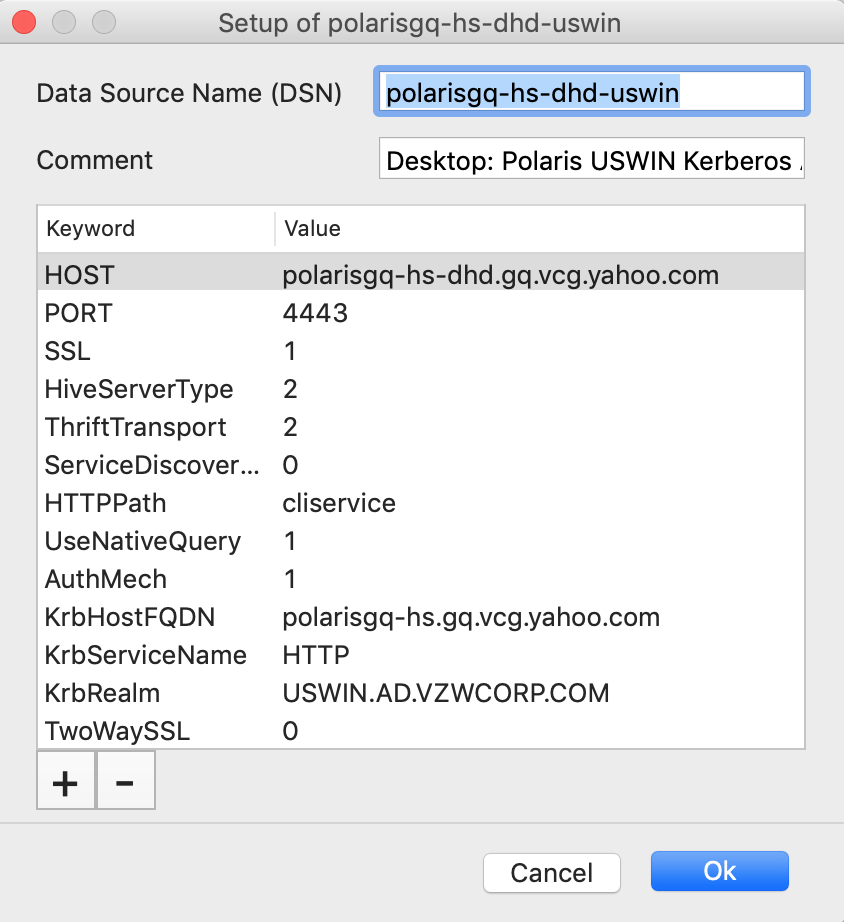 Setup of polarisgq-hs-dhd-uswin
Data Source Name (DSN) polarisgq-hs-dhd-uswin
Comment Desktop: Polaris USWIN Kerberos
Keyword Value
HOST polarisgq-hs-dhd.gq.vcg.yahoo.com
PORT 4443
SSL 1
HiveServerType 2
ThriftTransport 2
ServiceDiscover... 0
HTTPPath cliservice
UseNativeQuery 1
AuthMech 1
KrbHostFQDN polarisgq-hs.gq.vcg.yahoo.com
KrbServiceName HTTP
KrbRealm USWIN.AD.VZWCORP.COM
TwoWaySSL 0
+ -
Cancel Ok